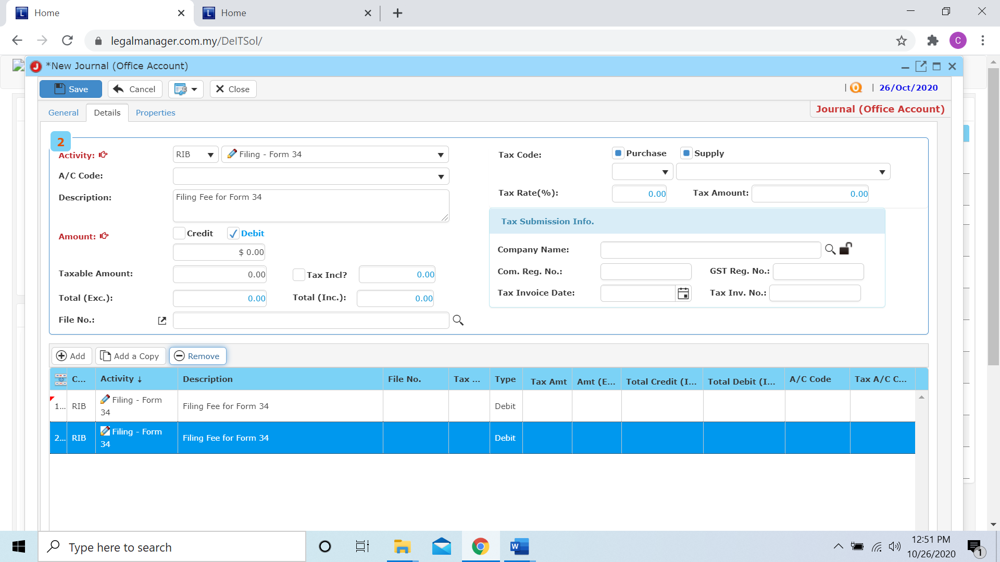 Home
Home
legalmanager.com.my/DeITSol/
*New Journal (Office Account)
Save Cancel Close | | 26/Oct/2020
General Details Properties Journal (Office Account)
2
Activity: RIB Filing - Form 34
A/C Code:
Description: Filing Fee for Form 34
Amount: Credit Debit
$ 0.00
Taxable Amount: 0.00 Tax Incl? 0.00
Total (Exc.): 0.00 Total (Inc.): 0.00
File No.:
Tax Code: Purchase Supply
Tax Rate(%): 0.00 Tax Amount: 0.00
Tax Submission Info.
Company Name:
Com. Reg. No.: GST Reg. No.:
Tax Invoice Date: Tax Inv. No.:
Add Add a Copy Remove
C... Activity ↓ Description File No. Tax ... Type Tax Amt Amt (E... Total Credit (I... Total Debit (I... A/C Code Tax A/C C...
1... RIB Filing - Form 34 Filing Fee for Form 34 Debit
2... RIB Filing - Form 34 Filing Fee for Form 34 Debit
Type here to search
12:51 PM
10/26/2020
1